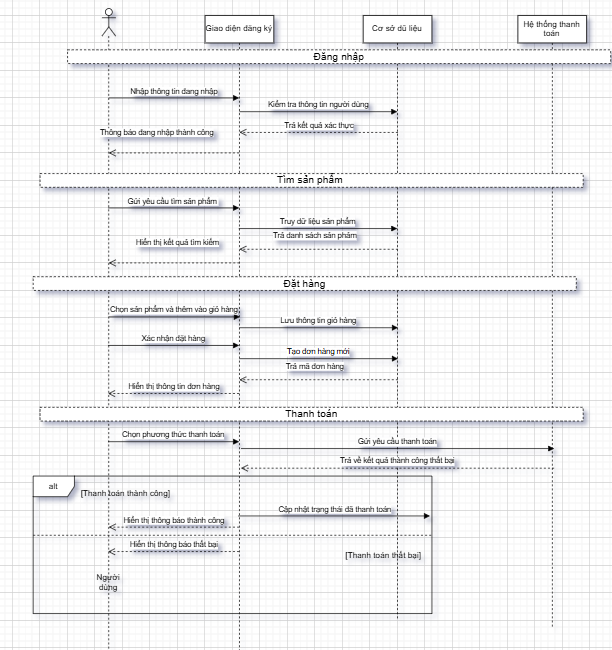 Giao diện đăng ký
Cơ sở dữ liệu
Hệ thống thanh
toán
Đăng nhập
Nhập thông tin đăng nhập
Kiểm tra thông tin người dùng
Trả kết quả xác thực
Thông báo đăng nhập thành công
Tìm sản phẩm
Gửi yêu cầu tìm sản phẩm
Truy dữ liệu sản phẩm
Trả danh sách sản phẩm
Hiển thị kết quả tìm kiếm
Đặt hàng
Chọn sản phẩm và thêm vào giỏ hàng
Lưu thông tin giỏ hàng
Xác nhận đặt hàng
Tạo đơn hàng mới
Trả mã đơn hàng
Hiển thị thông tin đơn hàng
Thanh toán
Chọn phương thức thanh toán
Gửi yêu cầu thanh toán
Trả về kết quả thành công thất bại
alt
[Thanh toán thành công]
Cập nhật trạng thái đã thanh toán
Hiển thị thông báo thành công
Hiển thị thông báo thất bại
[Thanh toán thất bại]
Người
dùng